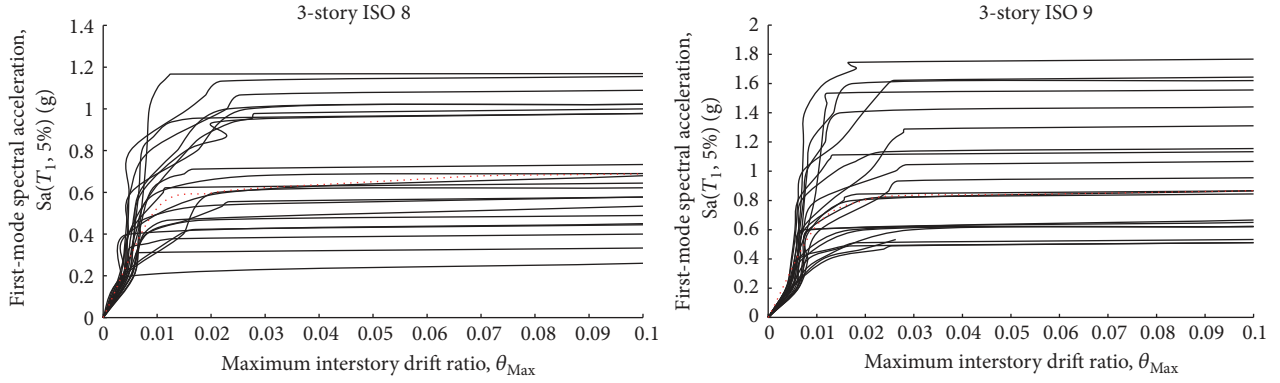 3-story ISO 8
First-mode spectral acceleration,
Sa(T₁, 5%) (g)
1.4
1.2
1
0.8
0.6
0.4
0.2
0
0 0.01 0.02 0.03 0.04 0.05 0.06 0.07 0.08 0.09 0.1
Maximum interstory drift ratio, θMax
3-story ISO 9
First-mode spectral acceleration,
Sa(T₁, 5%) (g)
2
1.8
1.6
1.4
1.2
1
0.8
0.6
0.4
0.2
0
0 0.01 0.02 0.03 0.04 0.05 0.06 0.07 0.08 0.09 0.1
Maximum interstory drift ratio, θMax